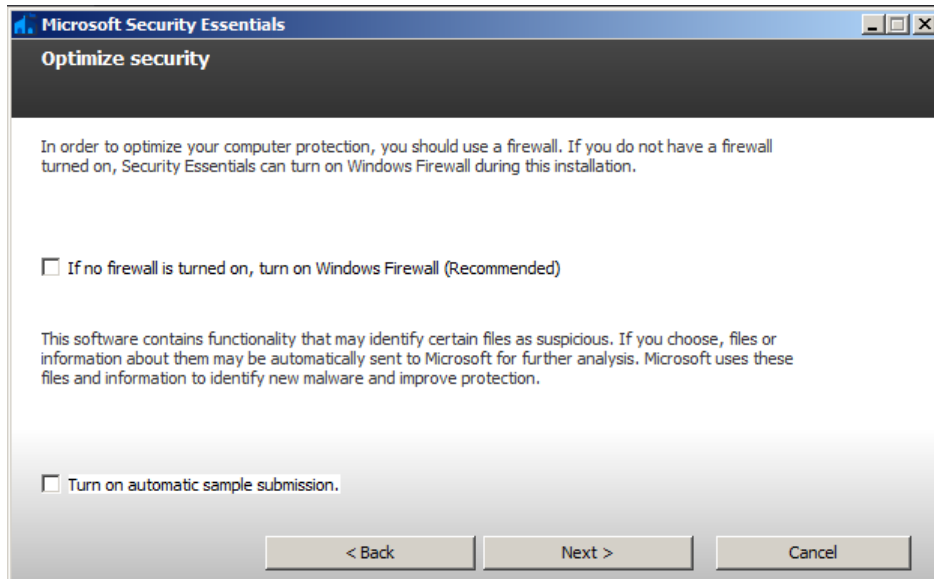 Microsoft Security Essentials
Optimize security
In order to optimize your computer protection, you should use a firewall. If you do not have a firewall
turned on, Security Essentials can turn on Windows Firewall during this installation.
If no firewall is turned on, turn on Windows Firewall (Recommended)
This software contains functionality that may identify certain files as suspicious. If you choose, files or
information about them may be automatically sent to Microsoft for further analysis. Microsoft uses these
files and information to identify new malware and improve protection.
Turn on automatic sample submission.
< Back Next > Cancel